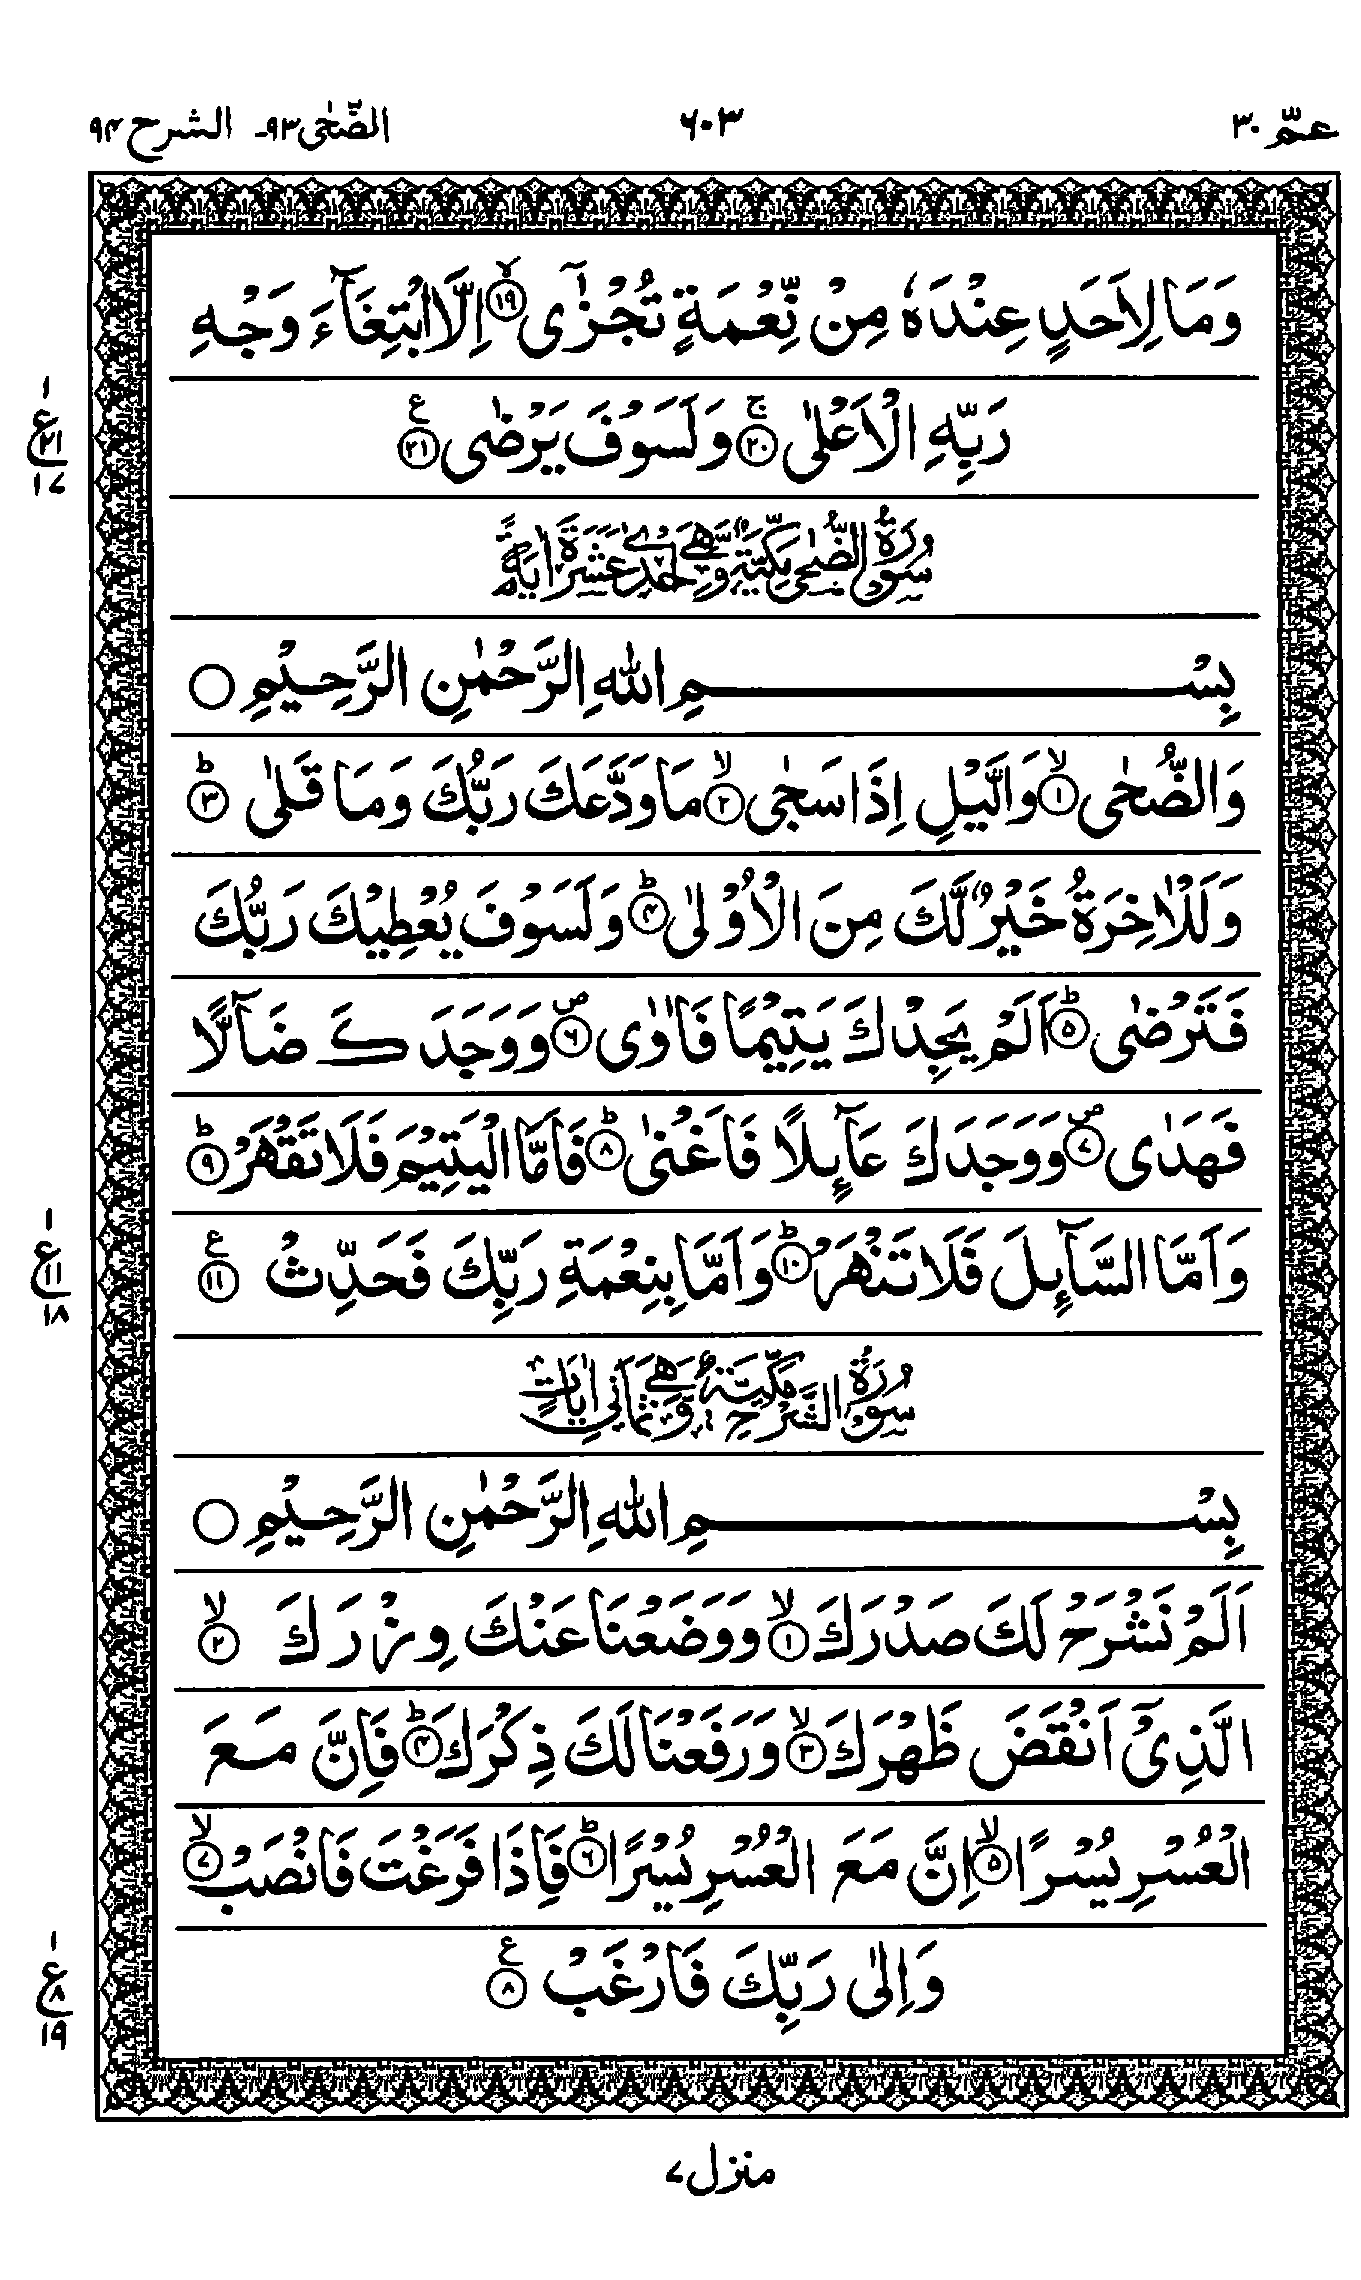 عمّ ٣٠ ٦٠٣ الضّحٰى ٩٣۔ الشرح ٩٤
وَمَا لِاَحَدٍ عِنْدَهٗ مِنْ نِّعْمَةٍ تُجْزٰٓى ۙ﴿١٩﴾ اِلَّا ابْتِغَآءَ وَجْهِ
رَبِّهِ الْاَعْلٰى ۚ﴿٢٠﴾ وَلَسَوْفَ يَرْضٰى ﴿٢١﴾ع
١ ع ٢١ ١٧
سُوْرَةُ الضُّحٰى مَكِّيَّةٌ وَّهِيَ اِحْدٰى عَشَرَةَ اٰيَةً
بِسْمِ اللّٰهِ الرَّحْمٰنِ الرَّحِيْمِ ○
وَالضُّحٰى ۙ﴿١﴾ وَالَّيْلِ اِذَا سَجٰى ۙ﴿٢﴾ مَا وَدَّعَكَ رَبُّكَ وَمَا قَلٰى ؕ﴿٣﴾
وَلَلْاٰخِرَةُ خَيْرٌ لَّكَ مِنَ الْاُوْلٰى ؕ﴿٤﴾ وَلَسَوْفَ يُعْطِيْكَ رَبُّكَ
فَتَرْضٰى ؕ﴿٥﴾ اَلَمْ يَجِدْكَ يَتِيْمًا فَاٰوٰى ۪﴿٦﴾ وَوَجَدَكَ ضَآلًّا
فَهَدٰى ۪﴿٧﴾ وَوَجَدَكَ عَآئِلًا فَاَغْنٰى ؕ﴿٨﴾ فَاَمَّا الْيَتِيْمَ فَلَا تَقْهَرْ ؕ﴿٩﴾
وَاَمَّا السَّآئِلَ فَلَا تَنْهَرْ ؕ﴿١٠﴾ وَاَمَّا بِنِعْمَةِ رَبِّكَ فَحَدِّثْ ﴿١١﴾ع
١ ع ١١ ١٨
سُوْرَةُ الشَّرْحِ مَكِّيَّةٌ وَّهِيَ ثَمَانِيْ اٰيَاتٍ
بِسْمِ اللّٰهِ الرَّحْمٰنِ الرَّحِيْمِ ○
اَلَمْ نَشْرَحْ لَكَ صَدْرَكَ ۙ﴿١﴾ وَوَضَعْنَا عَنْكَ وِزْرَكَ ۙ﴿٢﴾
الَّذِيْٓ اَنْقَضَ ظَهْرَكَ ۙ﴿٣﴾ وَرَفَعْنَا لَكَ ذِكْرَكَ ؕ﴿٤﴾ فَاِنَّ مَعَ
الْعُسْرِ يُسْرًا ۙ﴿٥﴾ اِنَّ مَعَ الْعُسْرِ يُسْرًا ؕ﴿٦﴾ فَاِذَا فَرَغْتَ فَانْصَبْ ۙ﴿٧﴾
وَاِلٰى رَبِّكَ فَارْغَبْ ﴿٨﴾ع
١ ع ٨ ١٩
منزل ٧